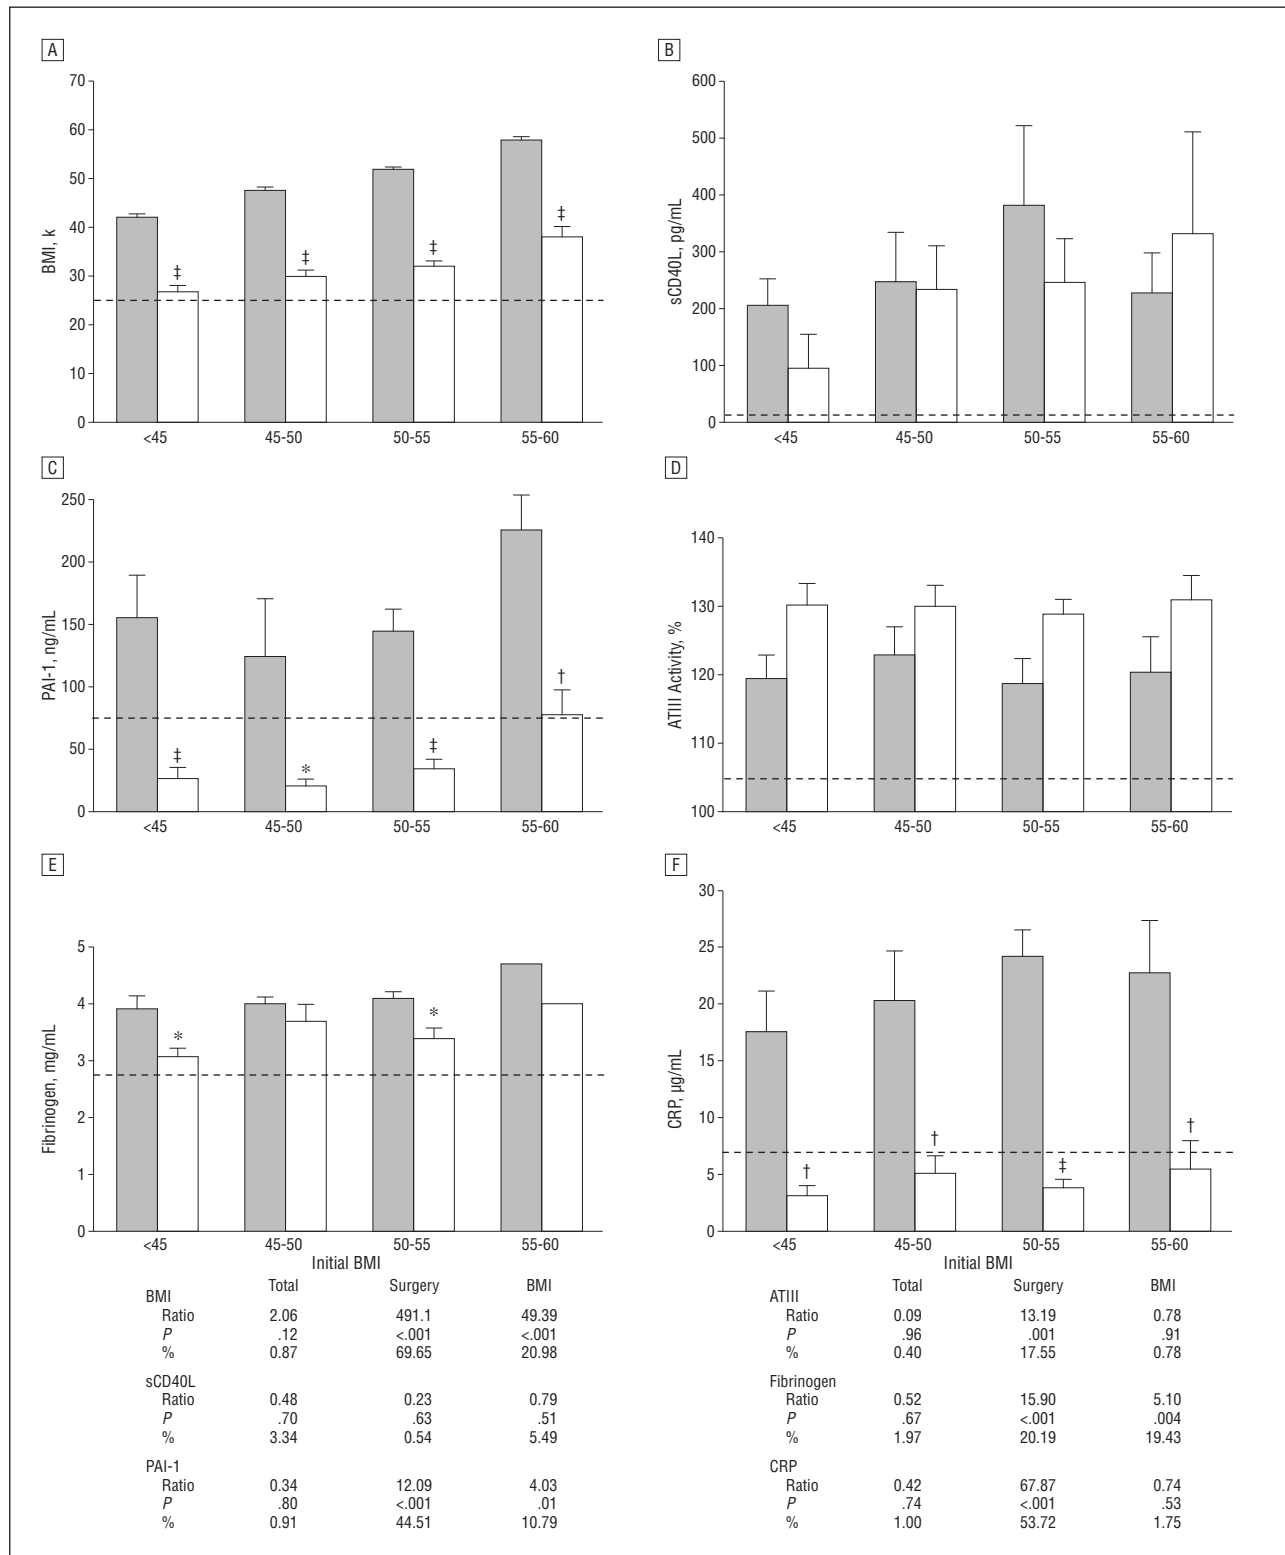 A
70
60
50
40
30
20
10
0
BMI, k
‡
‡
‡
‡
<45 45-50 50-55 55-60
B
600
500
400
300
200
100
0
sCD40L, pg/mL
<45 45-50 50-55 55-60
C
250
200
150
100
50
0
PAI-1, ng/mL
‡
*
‡
†
<45 45-50 50-55 55-60
D
140
130
120
110
100
ATIII Activity, %
<45 45-50 50-55 55-60
E
5
4
3
2
1
0
Fibrinogen, mg/mL
*
*
<45 45-50 50-55 55-60
Initial BMI
F
30
25
20
15
10
5
0
CRP, µg/mL
†
†
‡
†
<45 45-50 50-55 55-60
Initial BMI
Total Surgery BMI
BMI
Ratio 2.06 491.1 49.39
P .12 <.001 <.001
% 0.87 69.65 20.98
sCD40L
Ratio 0.48 0.23 0.79
P .70 .63 .51
% 3.34 0.54 5.49
PAI-1
Ratio 0.34 12.09 4.03
P .80 <.001 .01
% 0.91 44.51 10.79
Total Surgery BMI
ATIII
Ratio 0.09 13.19 0.78
P .96 .001 .91
% 0.40 17.55 0.78
Fibrinogen
Ratio 0.52 15.90 5.10
P .67 <.001 .004
% 1.97 20.19 19.43
CRP
Ratio 0.42 67.87 0.74
P .74 <.001 .53
% 1.00 53.72 1.75